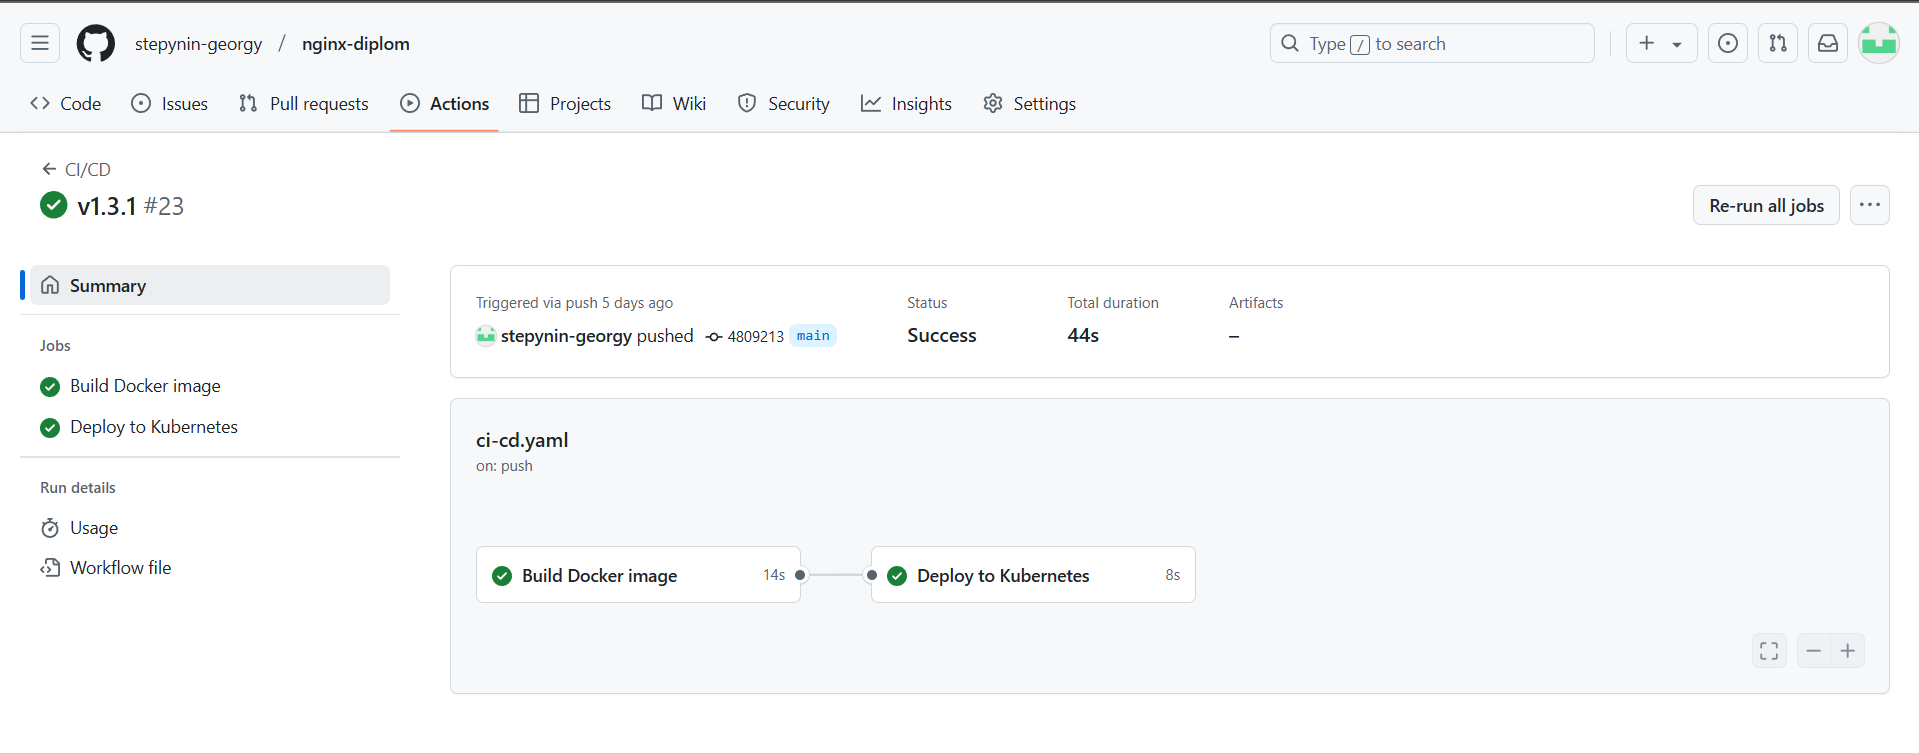 stepynin-georgy / nginx-diplom
Type / to search
Code Issues Pull requests Actions Projects Wiki Security Insights Settings
CI/CD
v1.3.1 #23
Re-run all jobs
Summary
Jobs
Build Docker image
Deploy to Kubernetes
Run details
Usage
Workflow file
Triggered via push 5 days ago
stepynin-georgy pushed 4809213 main
Status
Success
Total duration
44s
Artifacts
–
ci-cd.yaml
on: push
Build Docker image 14s
Deploy to Kubernetes 8s